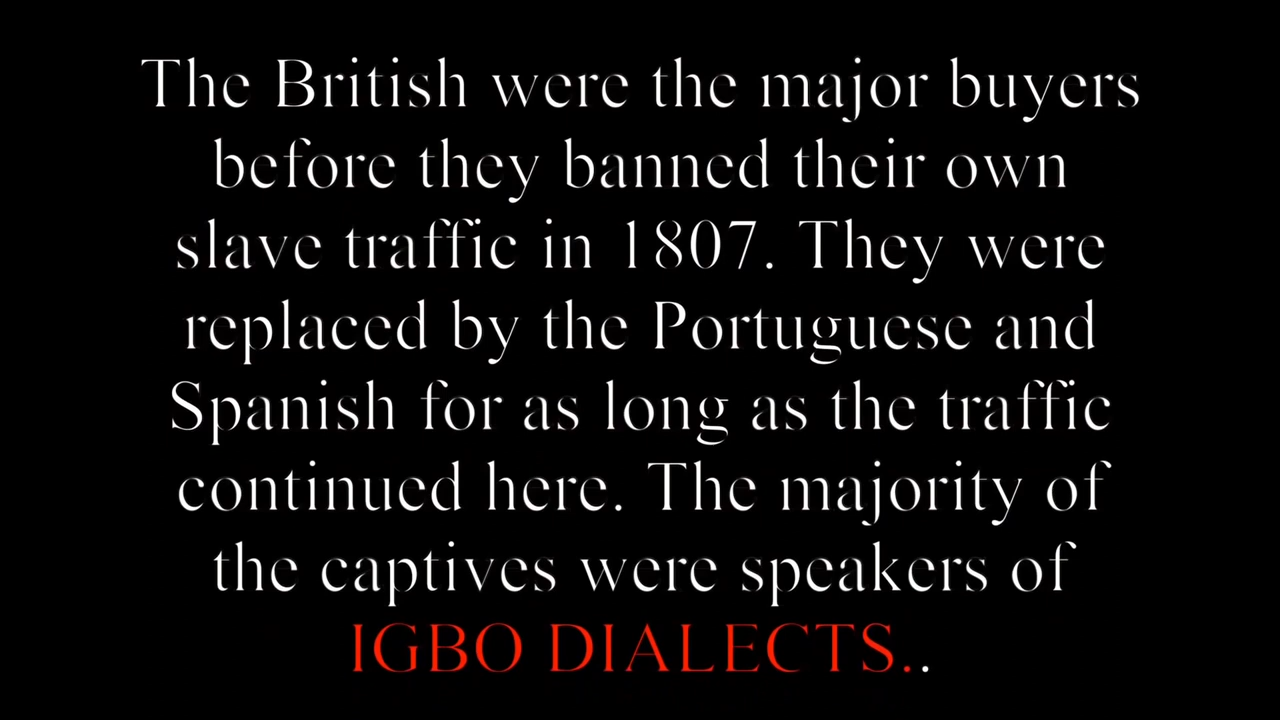 The British were the major buyers
before they banned their own
slave traffic in 1807. They were
replaced by the Portuguese and
Spanish for as long as the traffic
continued here. The majority of
the captives were speakers of
IGBO DIALECTS..